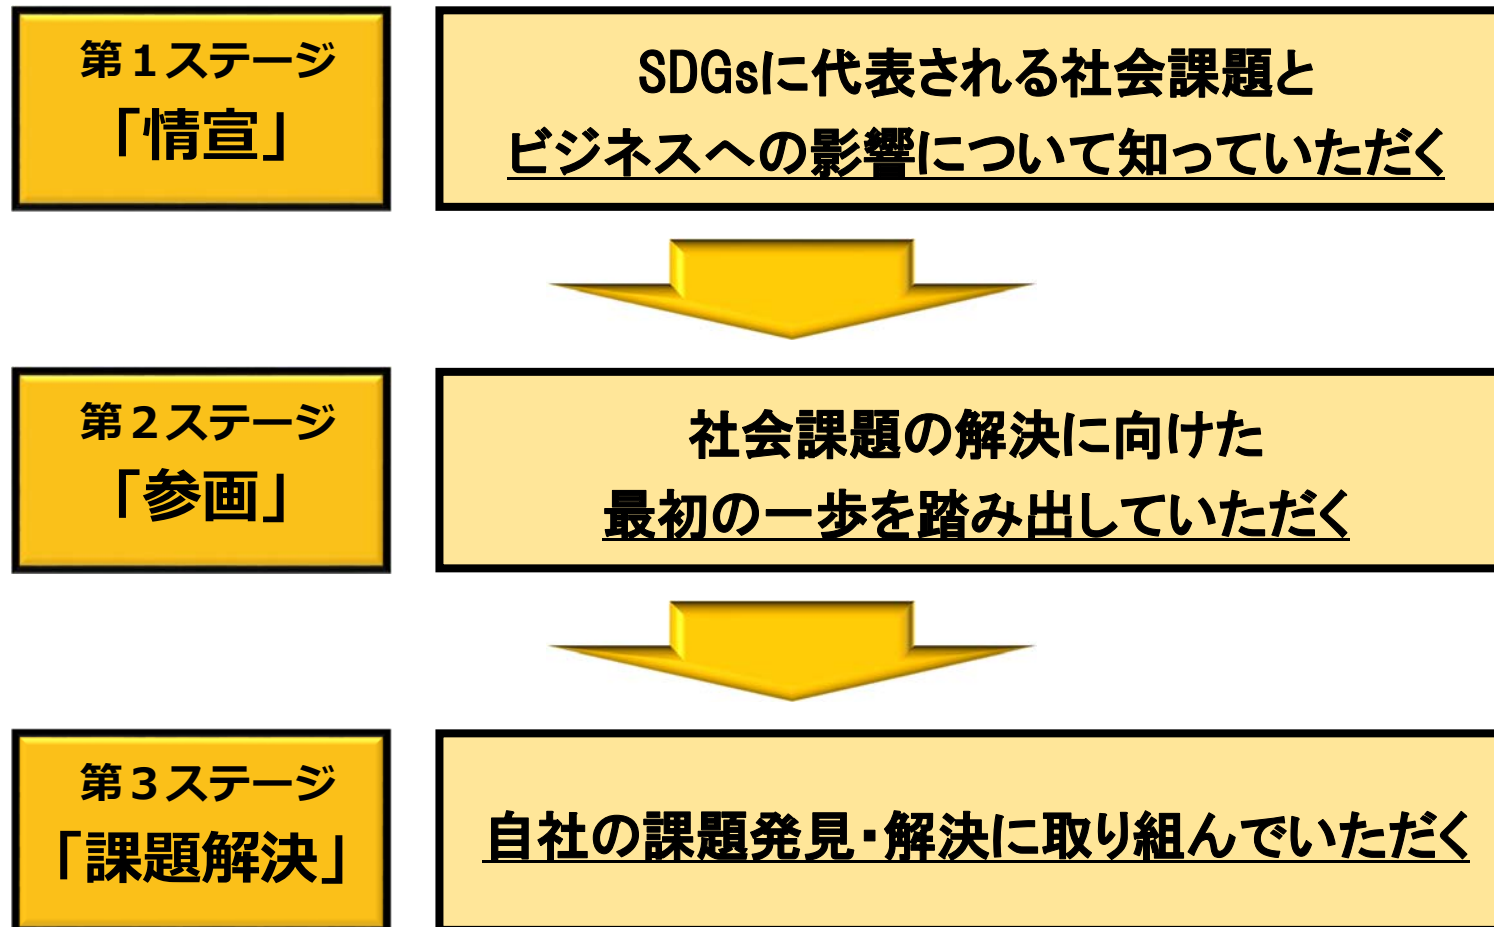 第１ステージ
「情宣」
SDGsに代表される社会課題と
ビジネスへの影響について知っていただく
第２ステージ
「参画」
社会課題の解決に向けた
最初の一歩を踏み出していただく
第３ステージ
「課題解決」
自社の課題発見・解決に取り組んでいただく